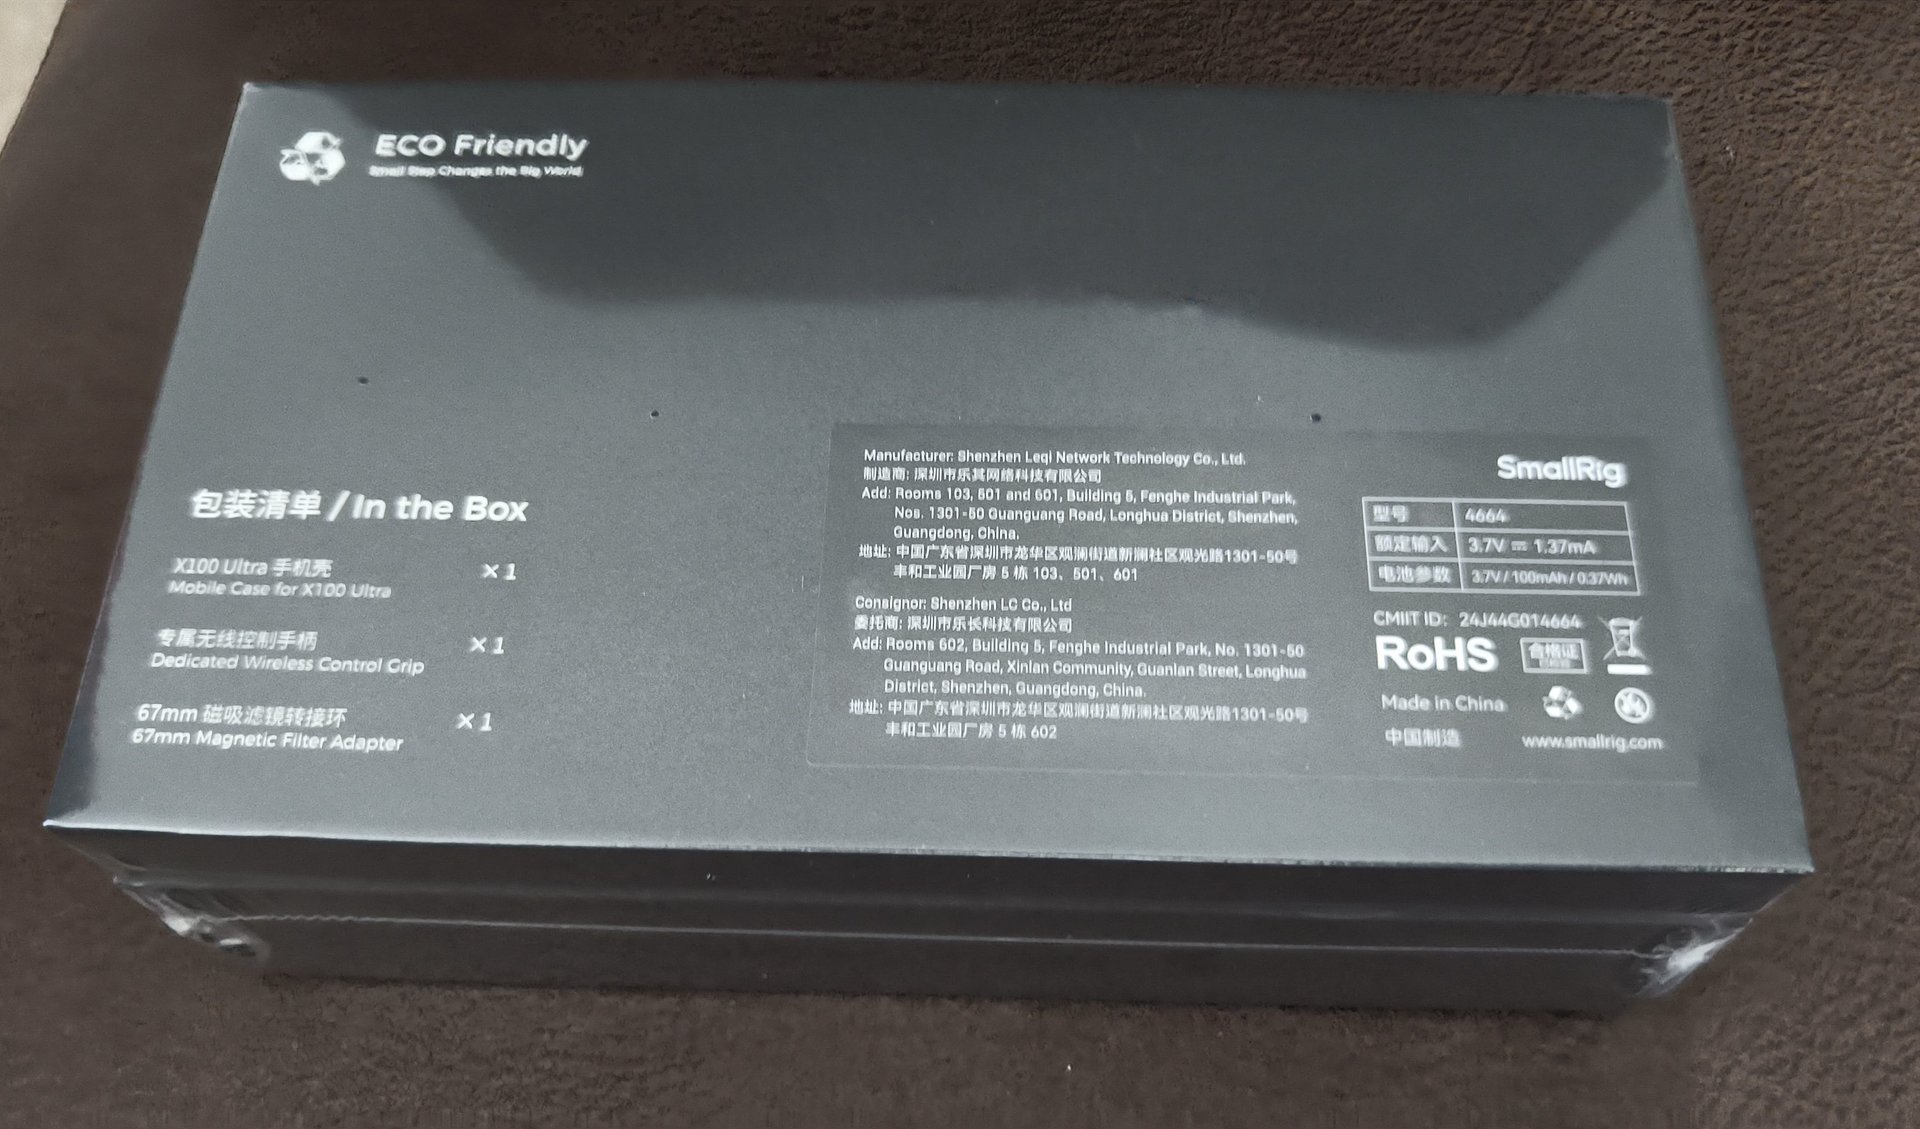 ECO Friendly
Small Step Changes the Big World
包装清单 / In the Box
X100 Ultra 手机壳 ×1
Mobile Case for X100 Ultra
专属无线控制手柄 ×1
Dedicated Wireless Control Grip
67mm 磁吸滤镜转接环 ×1
67mm Magnetic Filter Adapter
Manufacturer: Shenzhen Leqi Network Technology Co., Ltd.
制造商: 深圳市乐其网络科技有限公司
Add: Rooms 103, 501 and 601, Building 5, Fenghe Industrial Park,
Nos. 1301-50 Guanguang Road, Longhua District, Shenzhen,
Guangdong, China.
地址: 中国广东省深圳市龙华区观澜街道新澜社区观光路1301-50号
丰和工业园厂房 5 栋 103、501、601
Consignor: Shenzhen LC Co., Ltd
委托商: 深圳市乐长科技有限公司
Add: Rooms 602, Building 5, Fenghe Industrial Park, No. 1301-50
Guanguang Road, Xinlan Community, Guanlan Street, Longhua
District, Shenzhen, Guangdong, China.
地址: 中国广东省深圳市龙华区观澜街道新澜社区观光路1301-50号
丰和工业园厂房 5 栋 602
SmallRig
型号 4664
额定输入 3.7V ⎓ 1.37mA
电池参数 3.7V / 100mAh / 0.37Wh
CMIIT ID: 24J44G014664
RoHS
合格证
Made in China
中国制造
www.smallrig.com